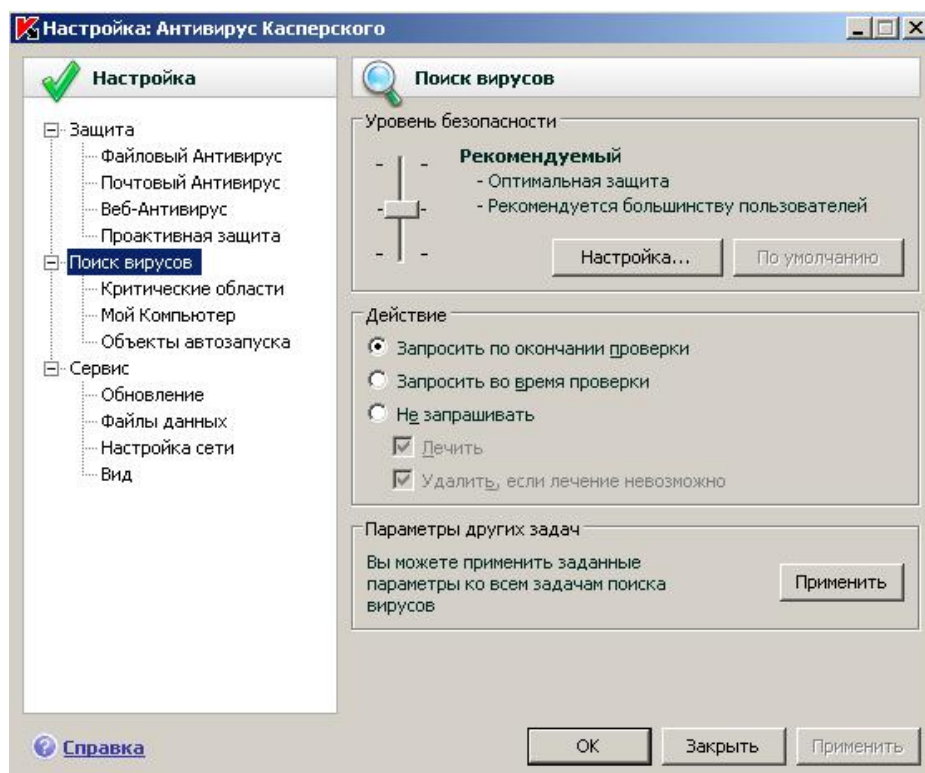 Настройка: Антивирус Касперского
Настройка
Защита
Файловый Антивирус
Почтовый Антивирус
Веб-Антивирус
Проактивная защита
Поиск вирусов
Критические области
Мой Компьютер
Объекты автозапуска
Сервис
Обновление
Файлы данных
Настройка сети
Вид
Поиск вирусов
Уровень безопасности
Рекомендуемый
- Оптимальная защита
- Рекомендуется большинству пользователей
Настройка...
По умолчанию
Действие
Запросить по окончании проверки
Запросить во время проверки
Не запрашивать
Лечить
Удалить, если лечение невозможно
Параметры других задач
Вы можете применить заданные
параметры ко всем задачам поиска
вирусов
Применить
Справка
OK
Закрыть
Применить